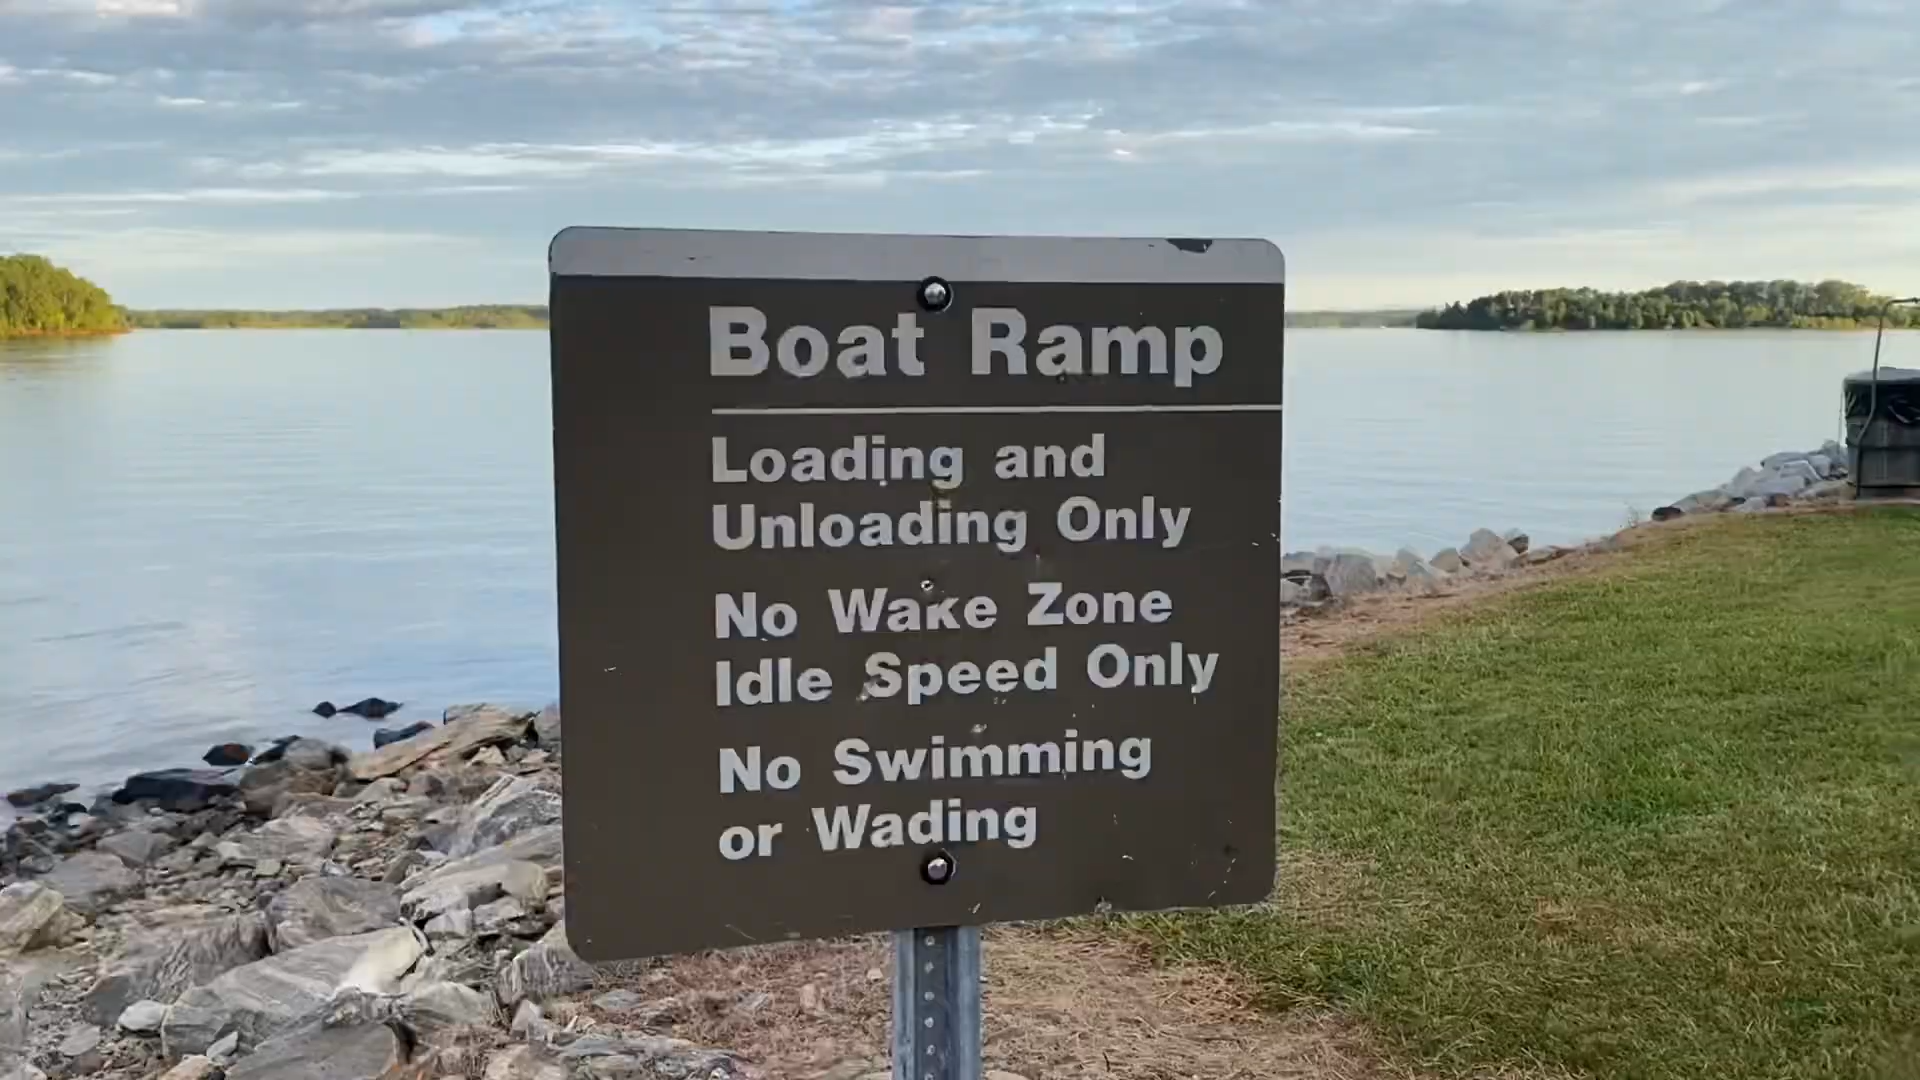 Boat Ramp
Loading and
Unloading Only
No Wake Zone
Idle Speed Only
No Swimming
or Wading